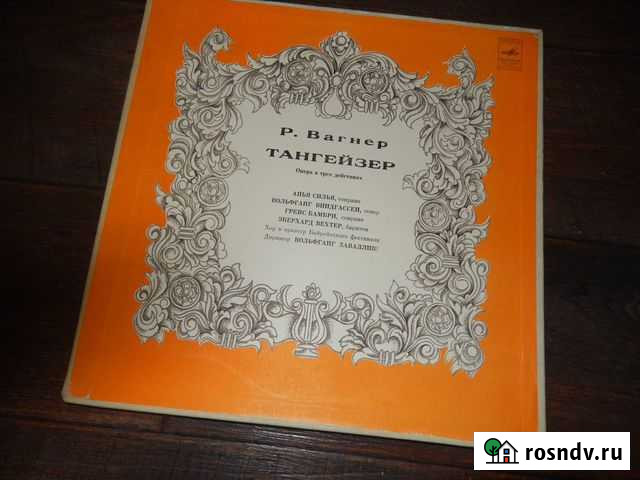 Р. Вагнер
ТАНГЕЙЗЕР
Опера в трех действиях
АНЬЯ СИЛЬЯ, сопрано
ВОЛЬФГАНГ ВИНДГАССЕН, тенор
ГРЕЙС БАМБРИ, сопрано
ЭБЕРХАРД ВЕХТЕР, баритон
Хор и оркестр Байрейтского фестиваля
Дирижер ВОЛЬФГАНГ ЗАВАЛЛИШ
rosndv.ru